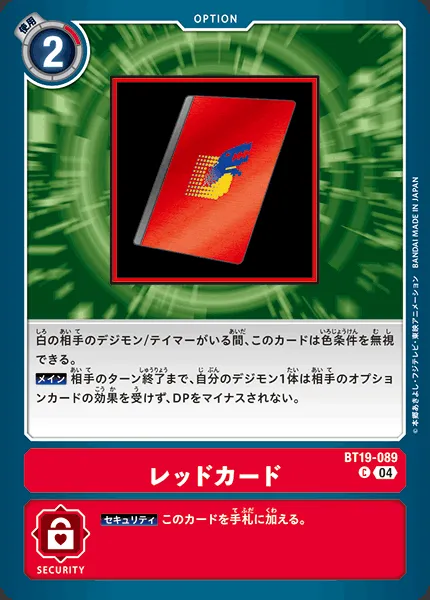 OPTION
使用
2
白の相手のデジモン/テイマーがいる間、このカードは色条件を無視
できる。
メイン 相手のターン終了まで、自分のデジモン1体は相手のオプショ
ンカードの効果を受けず、DPをマイナスされない。
©本郷あきよし・フジテレビ・東映アニメーション BANDAI MADE IN JAPAN
BT19-089
レッドカード
C 04
セキュリティ このカードを手札に加える。
SECURITY